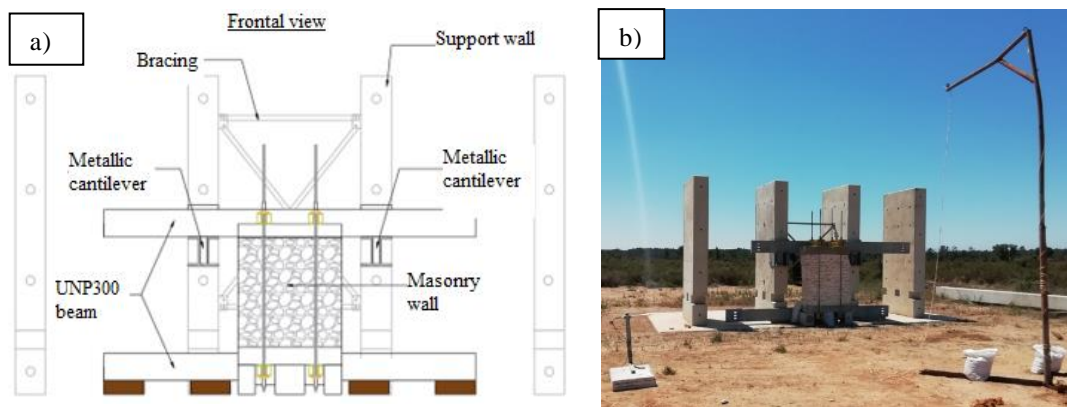 a)
Frontal view
Support wall
Bracing
Metallic
cantilever
Metallic
cantilever
UNP300
beam
Masonry
wall
b)